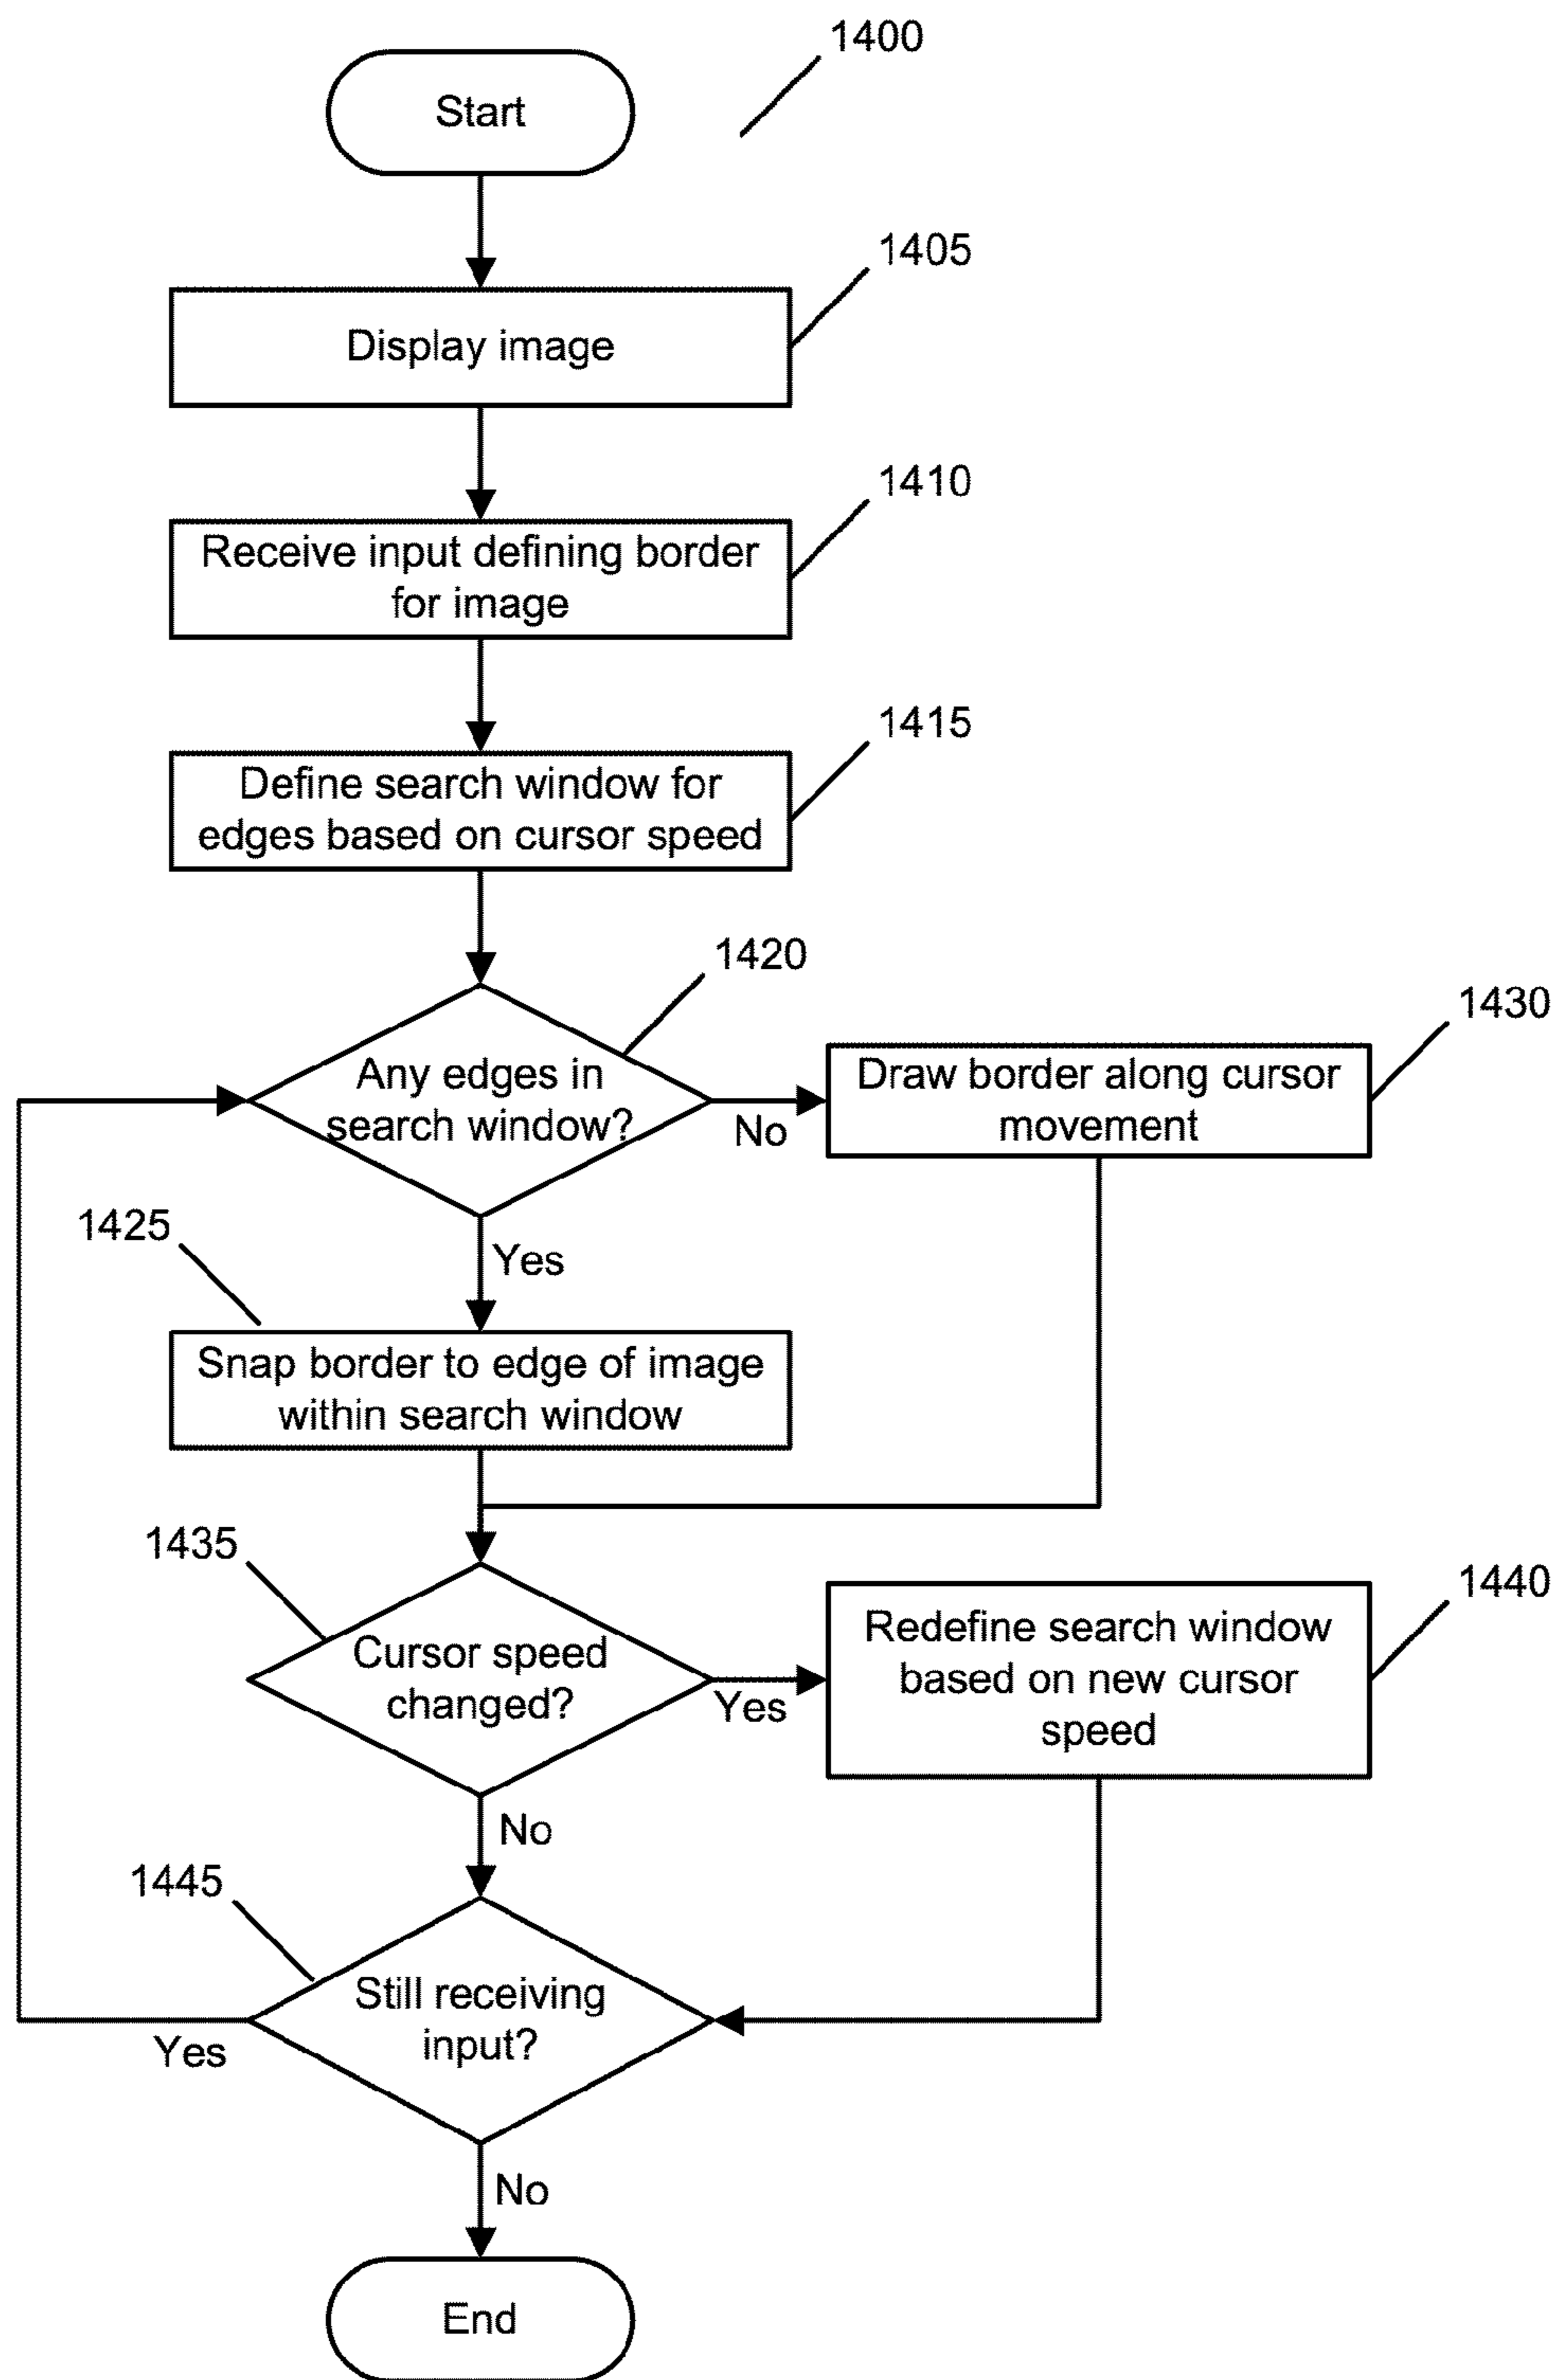 1400
Start
1405
Display image
1410
Receive input defining border
for image
1415
Define search window for
edges based on cursor speed
1420
Any edges in
search window?
No
1430
Draw border along cursor
movement
1425
Yes
Snap border to edge of image
within search window
1435
Cursor speed
changed?
Yes
1440
Redefine search window
based on new cursor
speed
No
1445
Still receiving
input?
Yes
No
End